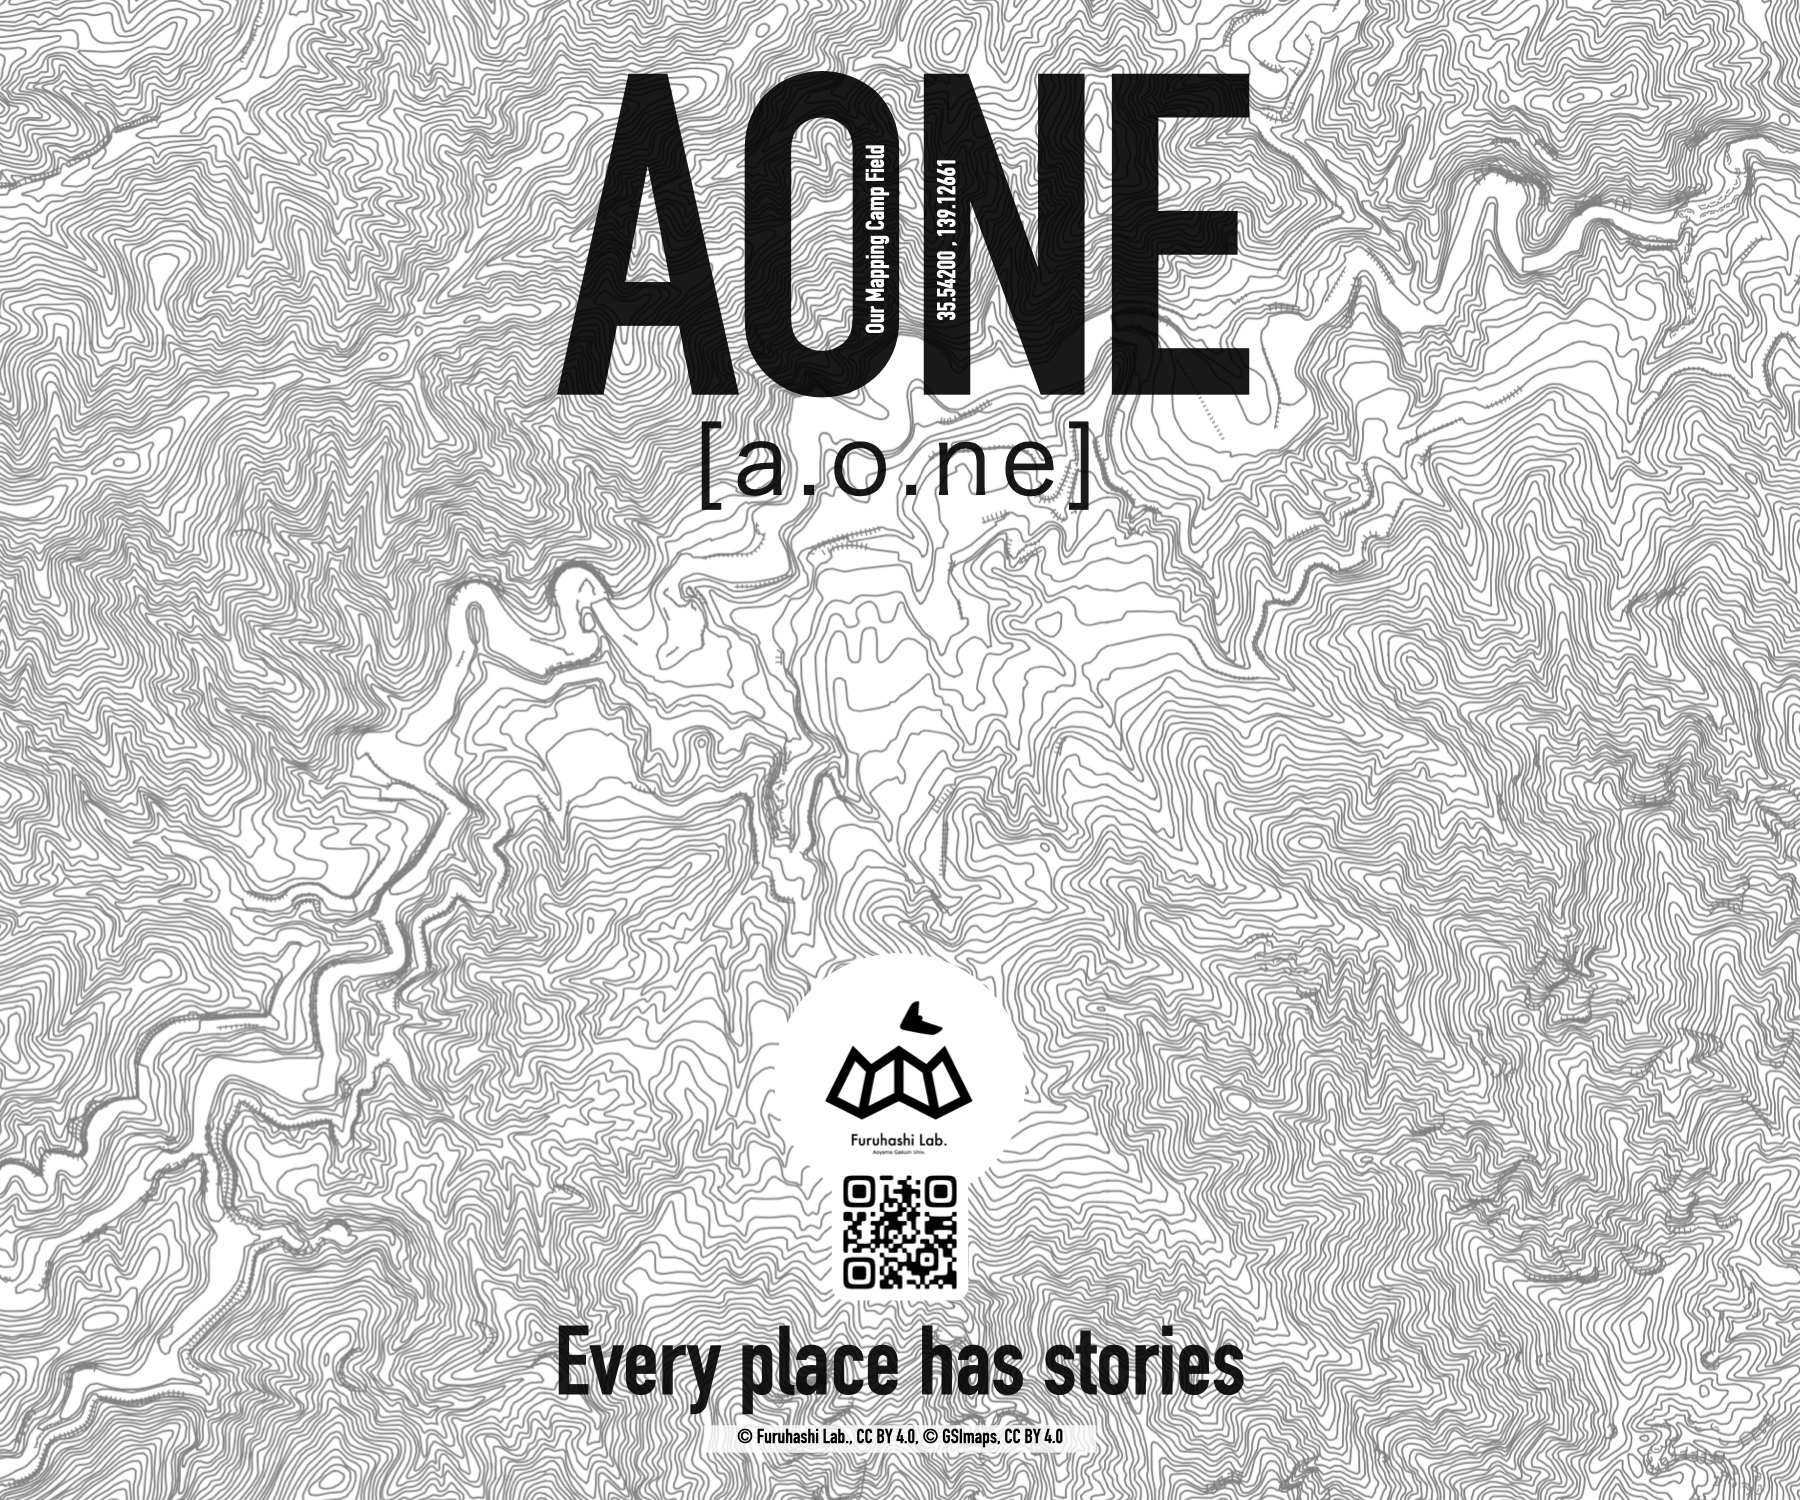 AONE
Our Mapping Camp Field
35.54200 , 139.12661
[a.o.ne]
Furuhashi Lab.
Aoyama Gakuin Univ.
Every place has stories
© Furuhashi Lab., CC BY 4.0, © GSImaps, CC BY 4.0